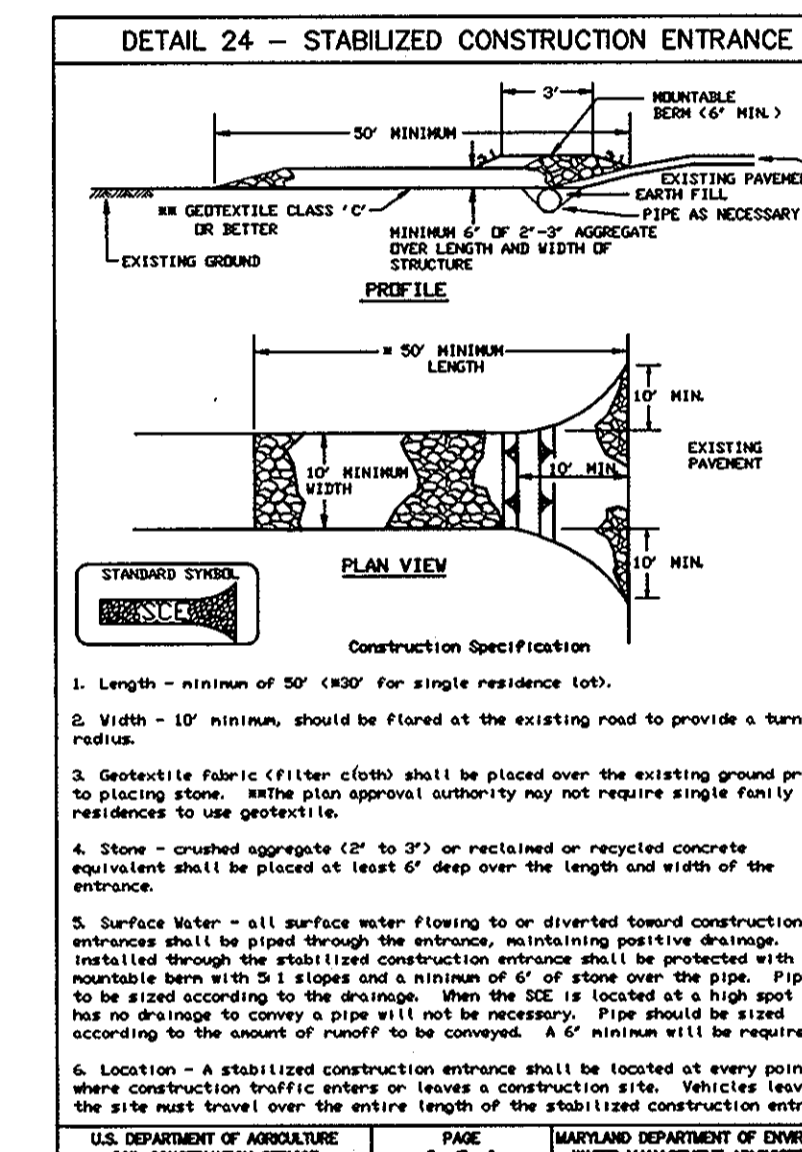 DETAIL 24 – STABILIZED CONSTRUCTION ENTRANCE
3'
MOUNTABLE
BERM (6" MIN.)
50' MINIMUM
EXISTING
EARTH FILL
PIPE AS NECESSARY
** GEOTEXTILE CLASS 'C'
OR BETTER
MINIMUM 6" OF 2"-3" AGGREGATE
OVER LENGTH AND WIDTH OF
STRUCTURE
EXISTING GROUND
PROFILE
* 50' MINIMUM
LENGTH
10' MIN.
10' MINIMUM
WIDTH
10' MIN.
EXISTING
PAVEMENT
10' MIN.
PLAN VIEW
STANDARD SYMBOL
SCE
Construction Specification
1. Length - minimum of 50' (*30' for single residence lot).
2. Width - 10' minimum, should be flared at the existing road to provide a turn
radius.
3. Geotextile fabric (filter cloth) shall be placed over the existing ground
to placing stone. **The plan approval authority may not require single family
residences to use geotextile.
4. Stone - crushed aggregate (2" to 3") or reclaimed or recycled concrete
equivalent shall be placed at least 6" deep over the length and width of the
entrance.
5. Surface Water - all surface water flowing to or diverted toward construction
entrances shall be piped through the entrance, maintaining positive drainage.
installed through the stabilized construction entrance shall be protected with
mountable berm with 5:1 slopes and a minimum of 6" of stone over the pipe. Pip
to be sized according to the drainage. When the SCE is located at a high spot
has no drainage to convey a pipe will not be necessary. Pipe should be sized
according to the amount of runoff to be conveyed. A 6" minimum will be require
6. Location - A stabilized construction entrance shall be located at every poin
where construction traffic enters or leaves a construction site. Vehicles leav
the site must travel over the entire length of the stabilized construction entr
U.S. DEPARTMENT OF AGRICULTURE
PAGE
MARYLAND DEPARTMENT OF ENVIR